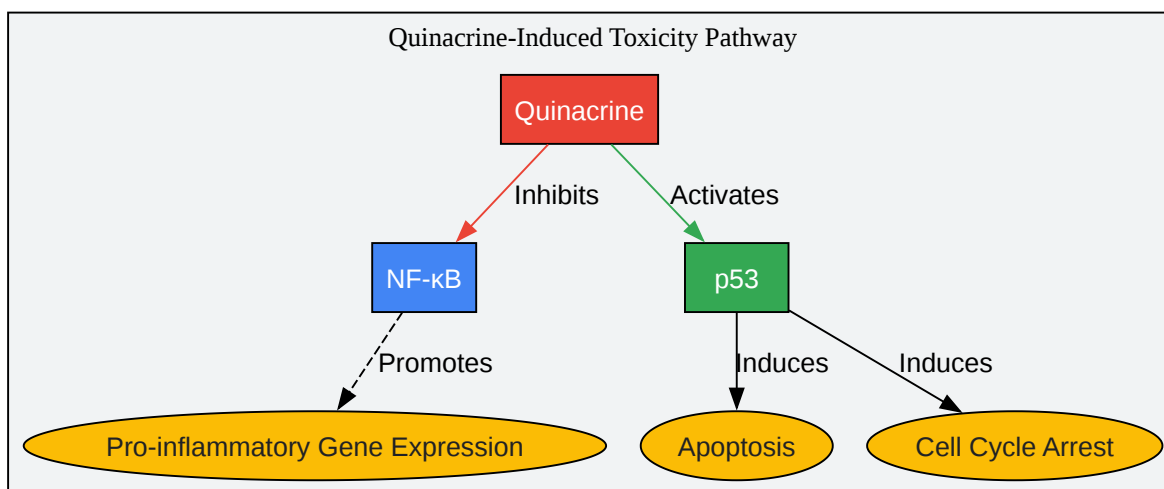 Quinacrine-Induced Toxicity Pathway
Quinacrine
Inhibits
Activates
NF-κB
p53
Promotes
Induces
Induces
Pro-inflammatory Gene Expression
Apoptosis
Cell Cycle Arrest